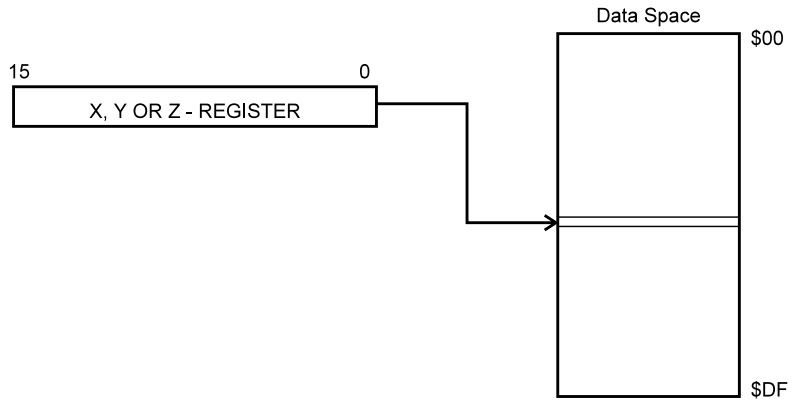 Data Space
$00
15 0
X, Y OR Z - REGISTER
$DF